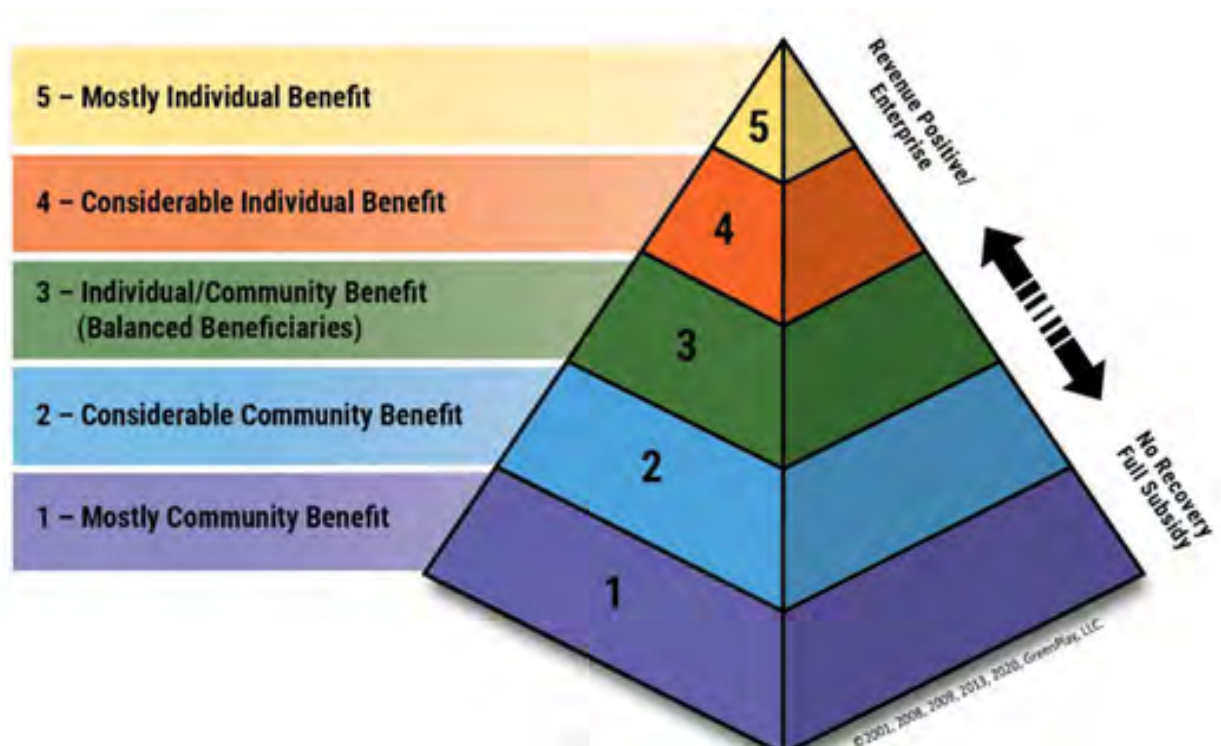 5 – Mostly Individual Benefit
4 – Considerable Individual Benefit
3 – Individual/Community Benefit
(Balanced Beneficiaries)
2 – Considerable Community Benefit
1 – Mostly Community Benefit
5
4
3
2
1
Revenue Positive/
Enterprise
No Recovery
Full Subsidy
©2001, 2008, 2009, 2013, 2020, GreenPlay, LLC.